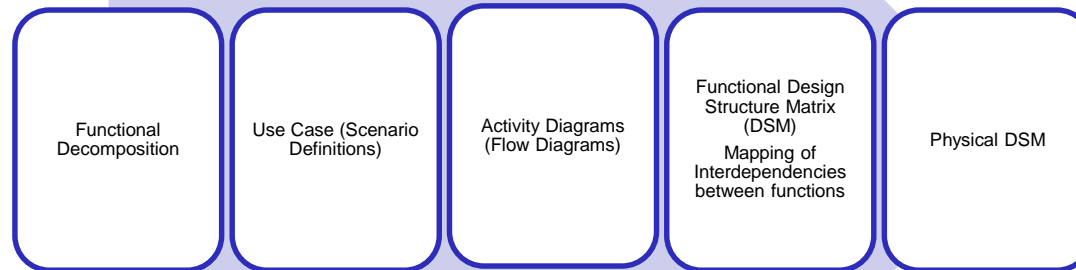 Functional
Decomposition
Use Case (Scenario
Definitions)
Activity Diagrams
(Flow Diagrams)
Functional Design
Structure Matrix
(DSM)
Mapping of
Interdependencies
between functions
Physical DSM